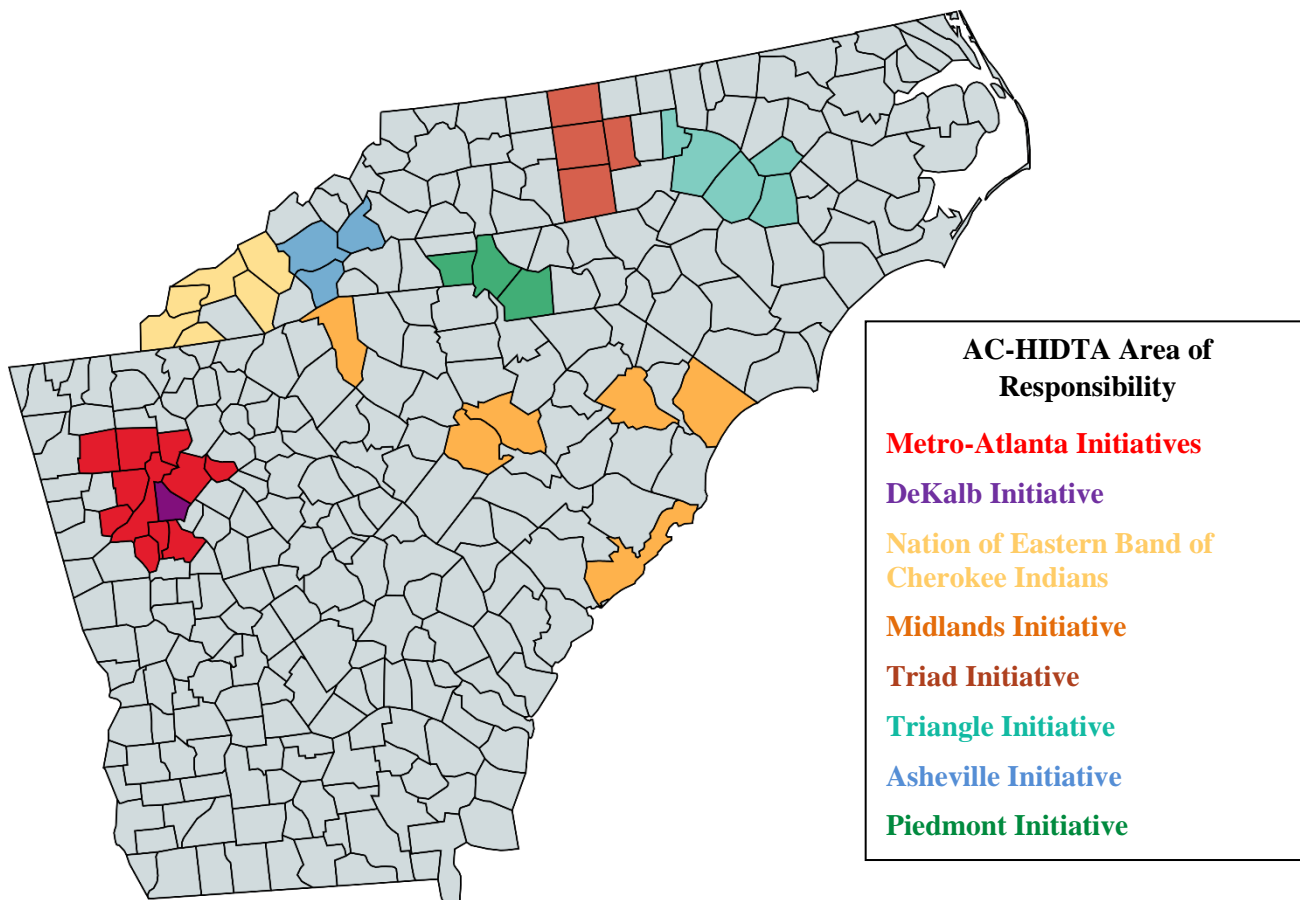 AC-HIDTA Area of
Responsibility
Metro-Atlanta Initiatives
DeKalb Initiative
Nation of Eastern Band of
Cherokee Indians
Midlands Initiative
Triad Initiative
Triangle Initiative
Asheville Initiative
Piedmont Initiative